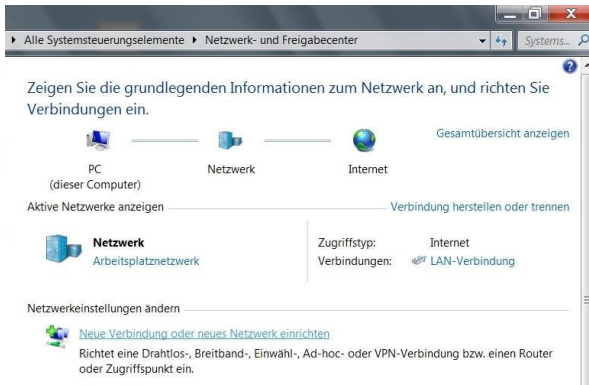 Alle Systemsteuerungselemente ▸ Netzwerk- und Freigabecenter
Systems...
Zeigen Sie die grundlegenden Informationen zum Netzwerk an, und richten Sie
Verbindungen ein.
Gesamtübersicht anzeigen
PC Netzwerk Internet
(dieser Computer)
Aktive Netzwerke anzeigen Verbindung herstellen oder trennen
Netzwerk Zugriffstyp: Internet
Arbeitsplatznetzwerk Verbindungen: LAN-Verbindung
Netzwerkeinstellungen ändern
Neue Verbindung oder neues Netzwerk einrichten
Richtet eine Drahtlos-, Breitband-, Einwähl-, Ad-hoc- oder VPN-Verbindung bzw. einen Router
oder Zugriffspunkt ein.